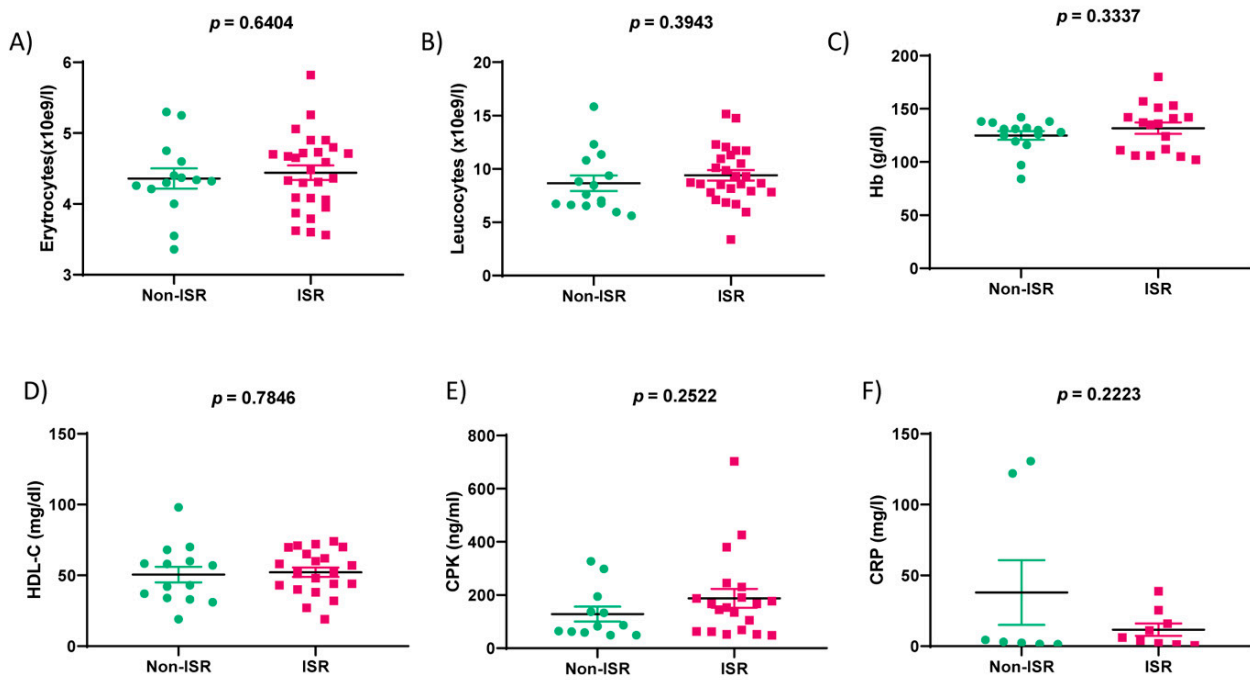 A)
p = 0.6404
Erytrocytes(x10e9/l)
6
5
4
3
Non-ISR
ISR
B)
p = 0.3943
Leucocytes (x10e9/l)
20
15
10
5
0
Non-ISR
ISR
C)
p = 0.3337
Hb (g/dl)
200
150
100
50
0
Non-ISR
ISR
D)
p = 0.7846
HDL-C (mg/dl)
150
100
50
0
Non-ISR
ISR
E)
p = 0.2522
CPK (ng/ml)
800
600
400
200
0
Non-ISR
ISR
F)
p = 0.2223
CRP (mg/l)
150
100
50
0
Non-ISR
ISR